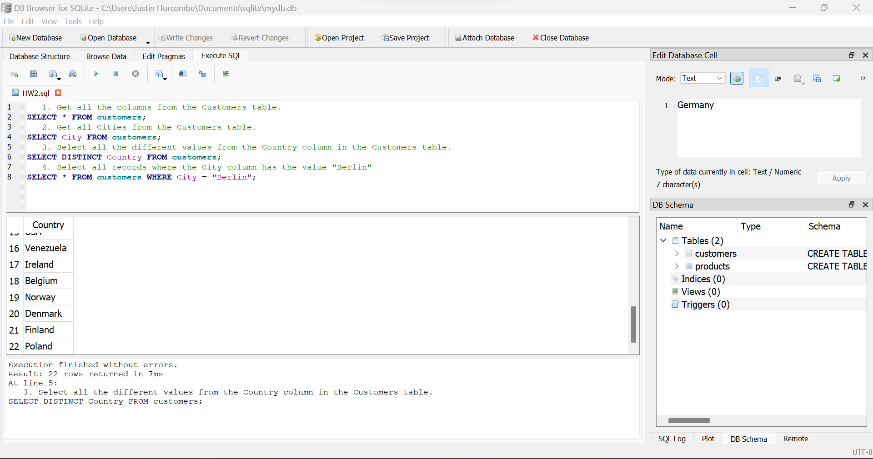 DB Browser for SQLite - C:\Users\Justin Hurcombe\Documents\sqlite\mydb.db
File Edit View Tools Help
New Database Open Database Write Changes Revert Changes Open Project Save Project Attach Database Close Database
Database Structure Browse Data Edit Pragmas Execute SQL
HW2.sql
1 1. Get all the columns from the Customers table.
2 SELECT * FROM customers;
3 2. Get all Cities from the Customers table.
4 SELECT City FROM customers;
5 3. Select all the different values from the Country column in the Customers table.
6 SELECT DISTINCT Country FROM customers;
7 4. Select all records where the City column has the value "Berlin"
8 SELECT * FROM customers WHERE City = "Berlin";
Country
16 Venezuela
17 Ireland
18 Belgium
19 Norway
20 Denmark
21 Finland
22 Poland
Execution finished without errors.
Result: 22 rows returned in 7ms
At line 5:
3. Select all the different values from the Country column in the Customers table.
SELECT DISTINCT Country FROM customers;
Edit Database Cell
Mode: Text
1 Germany
Type of data currently in cell: Text / Numeric
7 character(s)
Apply
DB Schema
Name Type Schema
Tables (2)
customers CREATE TABLE
products CREATE TABLE
Indices (0)
Views (0)
Triggers (0)
SQL Log Plot DB Schema Remote
UTF-8